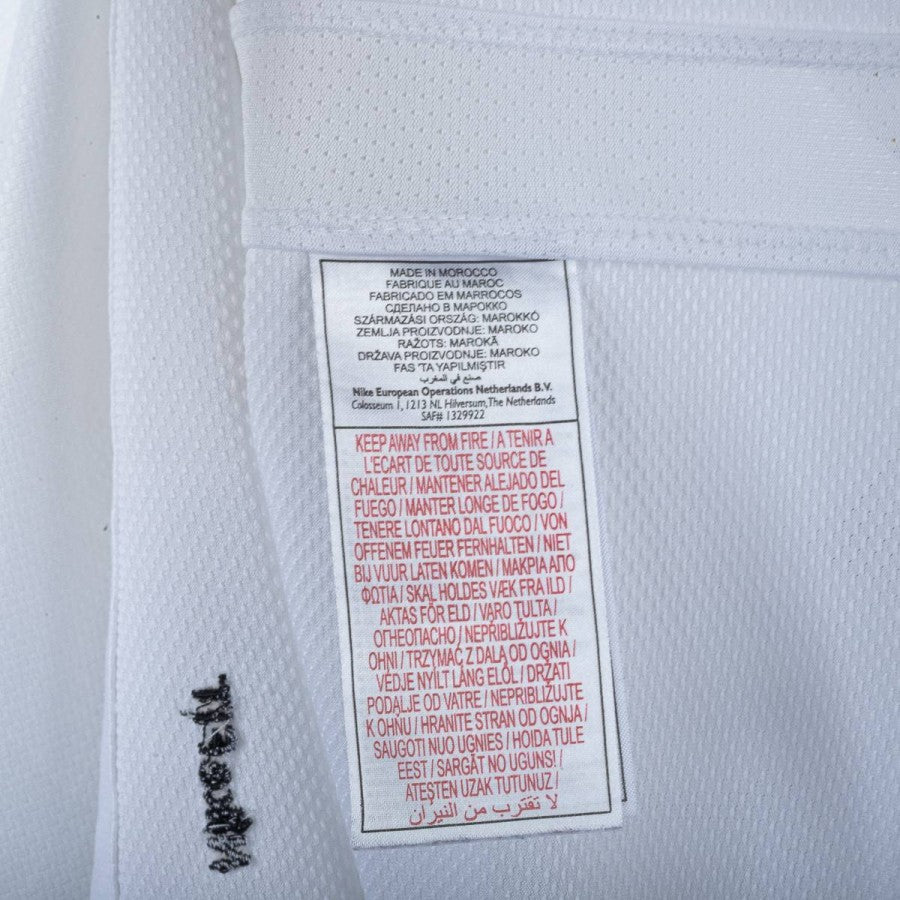 MADE IN MOROCCO
FABRIQUE AU MAROC
FABRICADO EM MARROCOS
СДЕЛАНО В МАРОККО
SZÁRMAZÁSI ORSZÁG: MAROKKÓ
ZEMLJA PROIZVODNJE: MAROKO
RAŽOTS: MAROKĀ
DRŽAVA PROIZVODNJE: MAROKO
FAS 'TA YAPILMIŞTIR
صنع في المغرب
Nike European Operations Netherlands B.V.
Colosseum 1, 1213 NL Hilversum, The Netherlands
SAF# 1329922
KEEP AWAY FROM FIRE / A TENIR A
L'ECART DE TOUTE SOURCE DE
CHALEUR / MANTENER ALEJADO DEL
FUEGO / MANTER LONGE DE FOGO /
TENERE LONTANO DAL FUOCO / VON
OFFENEM FEUER FERNHALTEN / NIET
BIJ VUUR LATEN KOMEN / ΜΑΚΡΙΑ ΑΠΟ
ΦΩΤΙΑ / SKAL HOLDES VÆK FRA ILD /
AKTAS FÖR ELD / VARO TULTA /
ОГНЕОПАСНО / NEPŘIBLIŽUJTE K
OHNI / TRZYMAĆ Z DALA OD OGNIA /
VÉDJE NYÍLT LÁNG ELŐL / DRŽATI
PODALJE OD VATRE / NEPRIBLIŽUJTE
K OHŇU / HRANITE STRAN OD OGNJA /
SAUGOTI NUO UGNIES / HOIDA TULE
EEST / SARGĀT NO UGUNS! /
ATEŞTEN UZAK TUTUNUZ /
لا تقترب من النيران